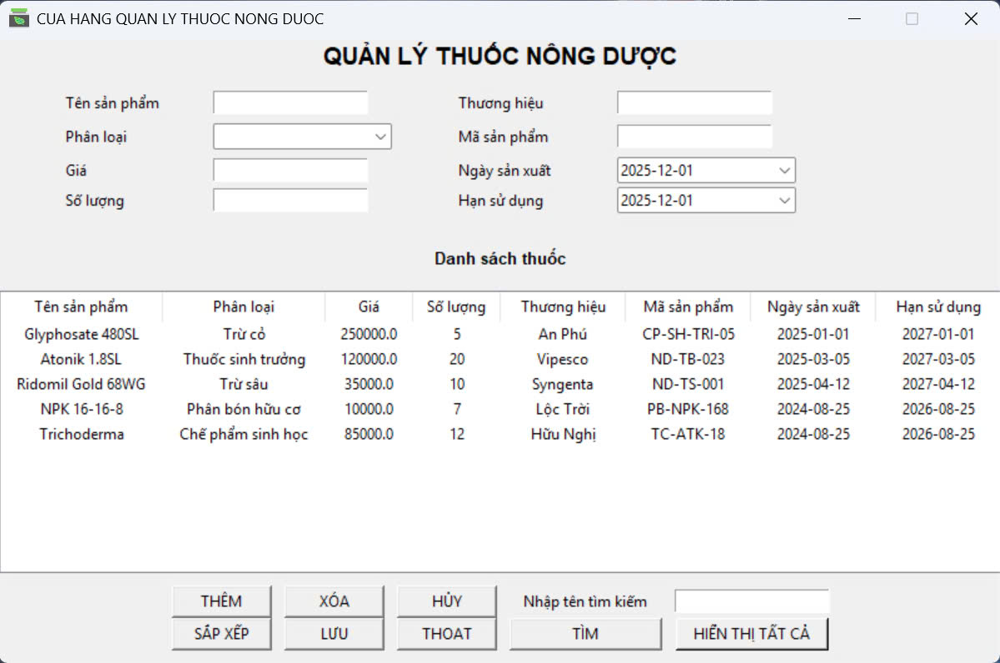 CUA HANG QUAN LY THUOC NONG DUOC
QUẢN LÝ THUỐC NÔNG DƯỢC
Tên sản phẩm Thương hiệu
Phân loại Mã sản phẩm
Giá Ngày sản xuất 2025-12-01
Số lượng Hạn sử dụng 2025-12-01
Danh sách thuốc
Tên sản phẩm Phân loại Giá Số lượng Thương hiệu Mã sản phẩm Ngày sản xuất Hạn sử dụng
Glyphosate 480SL Trừ cỏ 250000.0 5 An Phú CP-SH-TRI-05 2025-01-01 2027-01-01
Atonik 1.8SL Thuốc sinh trưởng 120000.0 20 Vipesco ND-TB-023 2025-03-05 2027-03-05
Ridomil Gold 68WG Trừ sâu 35000.0 10 Syngenta ND-TS-001 2025-04-12 2027-04-12
NPK 16-16-8 Phân bón hữu cơ 10000.0 7 Lộc Trời PB-NPK-168 2024-08-25 2026-08-25
Trichoderma Chế phẩm sinh học 85000.0 12 Hữu Nghị TC-ATK-18 2024-08-25 2026-08-25
THÊM XÓA HỦY Nhập tên tìm kiếm
SẮP XẾP LƯU THOAT TÌM HIỂN THỊ TẤT CẢ